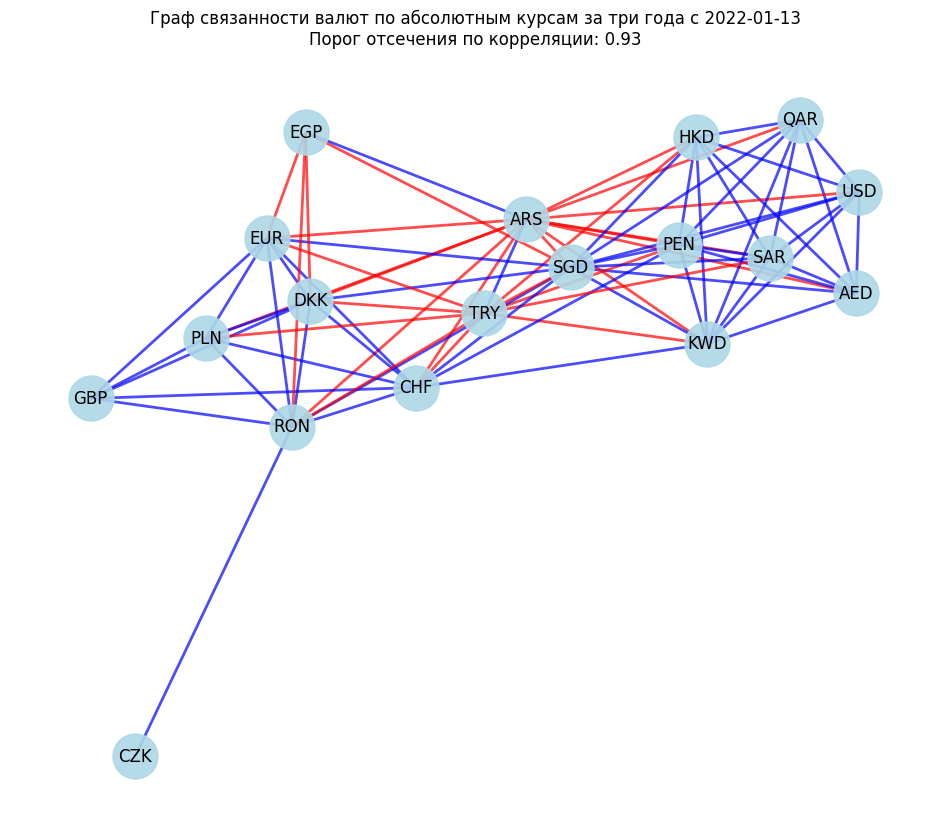 Граф связанности валют по абсолютным курсам за три года с 2022-01-13
Порог отсечения по корреляции: 0.93
EGP
HKD
QAR
USD
ARS
EUR
PEN
SAR
SGD
AED
DKK
TRY
PLN
KWD
CHF
GBP
RON
CZK